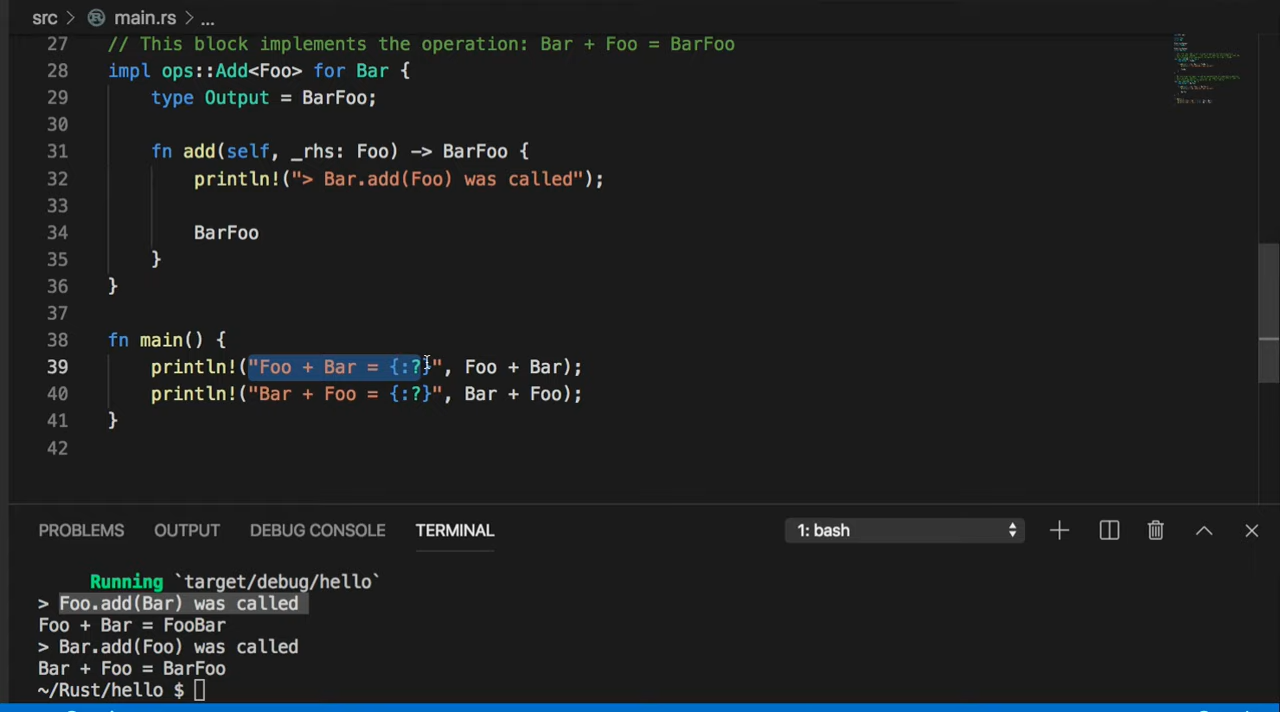 src > main.rs > ...
27 // This block implements the operation: Bar + Foo = BarFoo
28 impl ops::Add<Foo> for Bar {
29 type Output = BarFoo;
30
31 fn add(self, _rhs: Foo) -> BarFoo {
32 println!("> Bar.add(Foo) was called");
33
34 BarFoo
35 }
36 }
37
38 fn main() {
39 println!("Foo + Bar = {:?}", Foo + Bar);
40 println!("Bar + Foo = {:?}", Bar + Foo);
41 }
42
PROBLEMS OUTPUT DEBUG CONSOLE TERMINAL 1: bash
Running `target/debug/hello`
> Foo.add(Bar) was called
Foo + Bar = FooBar
> Bar.add(Foo) was called
Bar + Foo = BarFoo
~/Rust/hello $